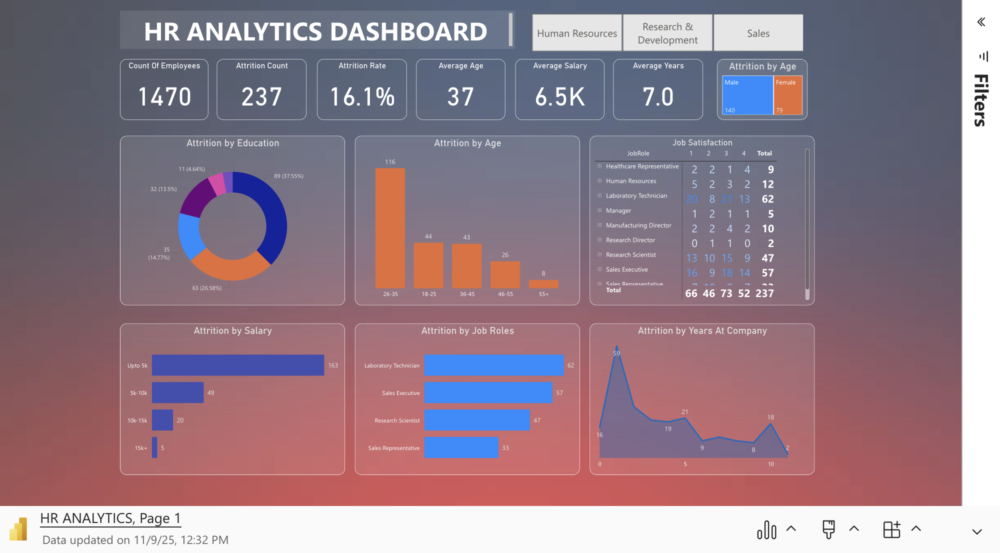 HR ANALYTICS DASHBOARD
Human Resources
Research &
Development
Sales
Count Of Employees
1470
Attrition Count
237
Attrition Rate
16.1%
Average Age
37
Average Salary
6.5K
Average Years
7.0
Attrition by Age
Male
140
Female
79
Filters
Attrition by Education
11 (4.64%)
89 (37.55%)
32 (13.5%)
35
(14.77%)
63 (26.58%)
Attrition by Age
116
44
43
26
8
26-35
18-25
36-45
46-55
55+
Job Satisfaction
JobRole 1 2 3 4 Total
Healthcare Representative 2 2 1 4 9
Human Resources 5 2 3 2 12
Laboratory Technician 20 8 21 13 62
Manager 1 2 1 1 5
Manufacturing Director 2 2 4 2 10
Research Director 0 1 1 0 2
Research Scientist 13 10 15 9 47
Sales Executive 16 9 18 14 57
Sales Representative
Total 66 46 73 52 237
Attrition by Salary
Upto 5k 163
5k-10k 49
10k-15k 20
15k+ 5
Attrition by Job Roles
Laboratory Technician 62
Sales Executive 57
Research Scientist 47
Sales Representative 33
Attrition by Years At Company
59
16
19
21
9
8
18
2
0
5
10
HR ANALYTICS, Page 1
Data updated on 11/9/25, 12:32 PM